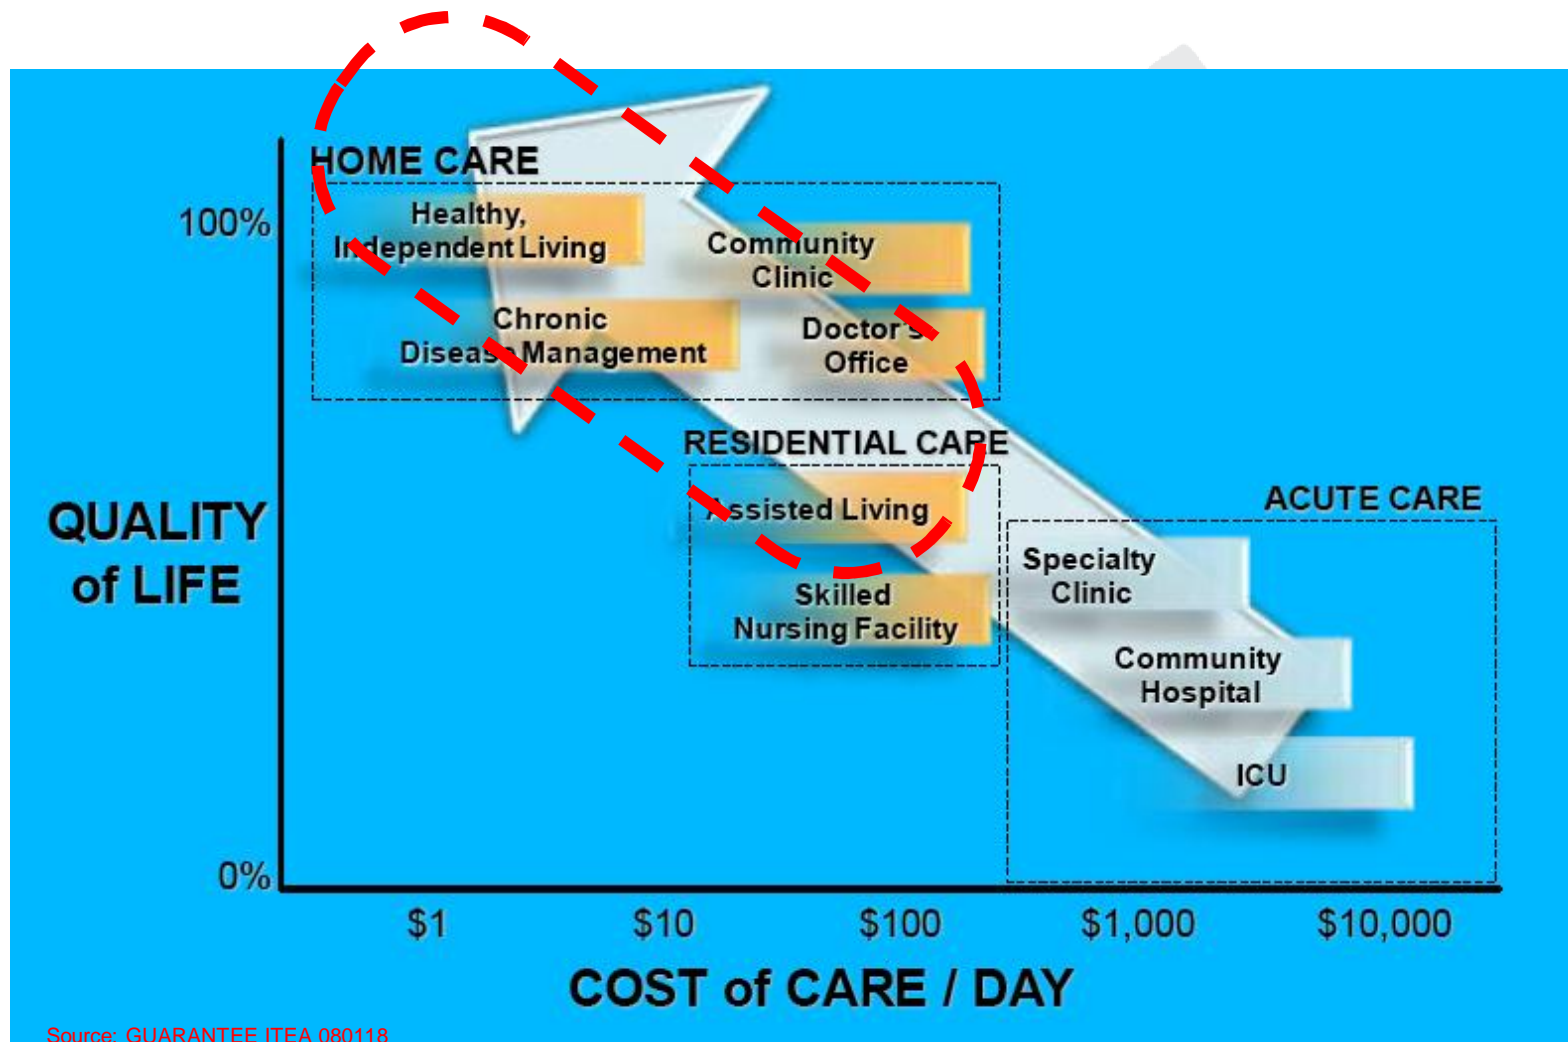 HOME CARE
100%
Healthy,
Independent Living
Community
Clinic
Chronic
Disease Management
Doctor's
Office
RESIDENTIAL CARE
Assisted Living
Skilled
Nursing Facility
ACUTE CARE
Specialty
Clinic
Community
Hospital
ICU
QUALITY
of LIFE
0%
$1
$10
$100
$1,000
$10,000
COST of CARE / DAY
Source: GUARANTEE ITEA 080118